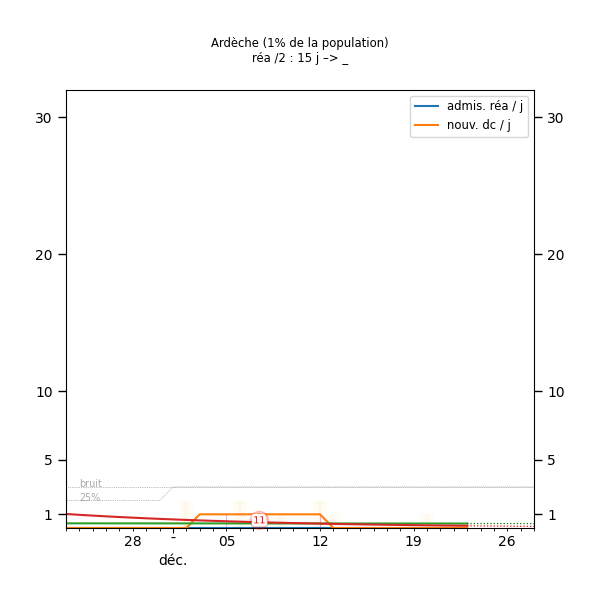 Ardèche (1% de la population)
réa /2 : 15 j –> _
admis. réa / j
nouv. dc / j
30 30
20 20
10 10
5 5
bruit
25%
1 11 1
28 - 05 12 19 26
déc.